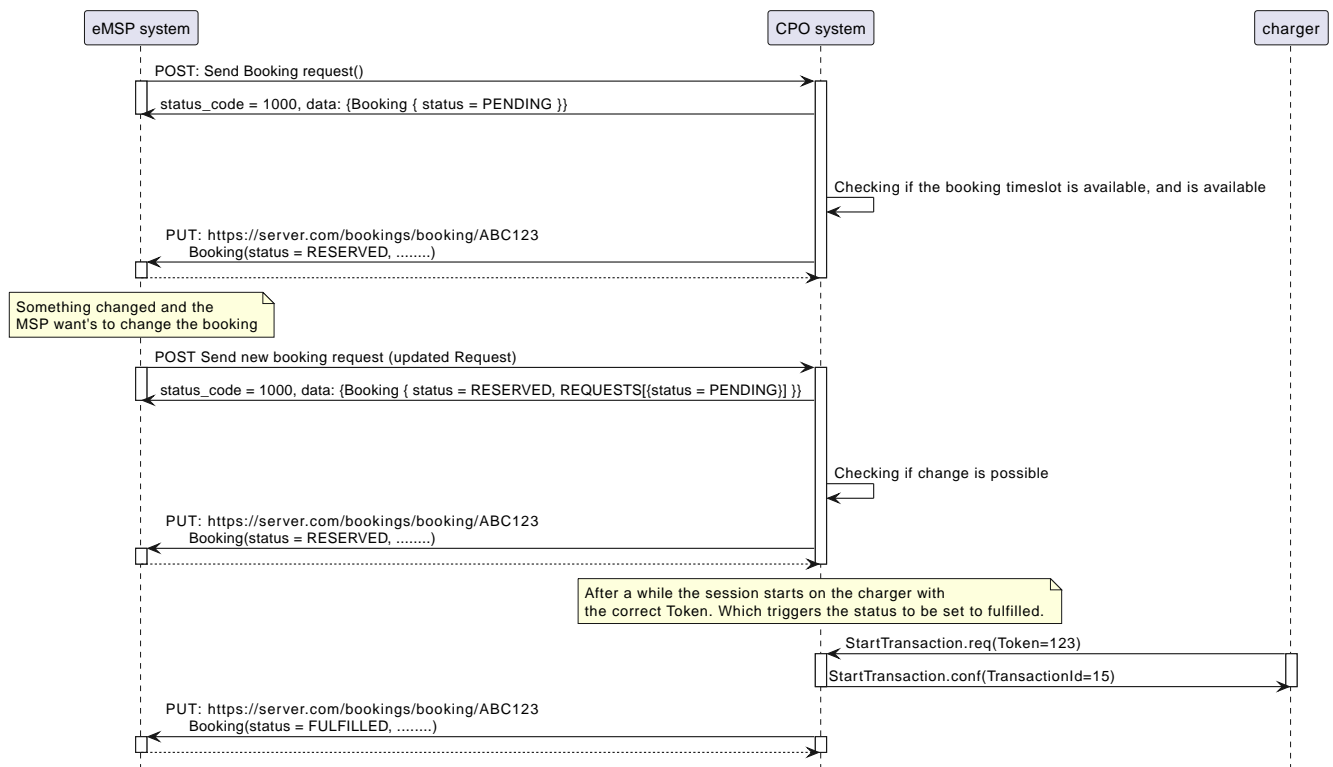 eMSP system
CPO system
charger
POST: Send Booking request()
status_code = 1000, data: {Booking { status = PENDING }}
Checking if the booking timeslot is available, and is available
PUT: https://server.com/bookings/booking/ABC123
Booking(status = RESERVED, ........)
Something changed and the
MSP want's to change the booking
POST Send new booking request (updated Request)
status_code = 1000, data: {Booking { status = RESERVED, REQUESTS[{status = PENDING}] }}
Checking if change is possible
PUT: https://server.com/bookings/booking/ABC123
Booking(status = RESERVED, ........)
After a while the session starts on the charger with
the correct Token. Which triggers the status to be set to fulfilled.
StartTransaction.req(Token=123)
StartTransaction.conf(TransactionId=15)
PUT: https://server.com/bookings/booking/ABC123
Booking(status = FULFILLED, ........)